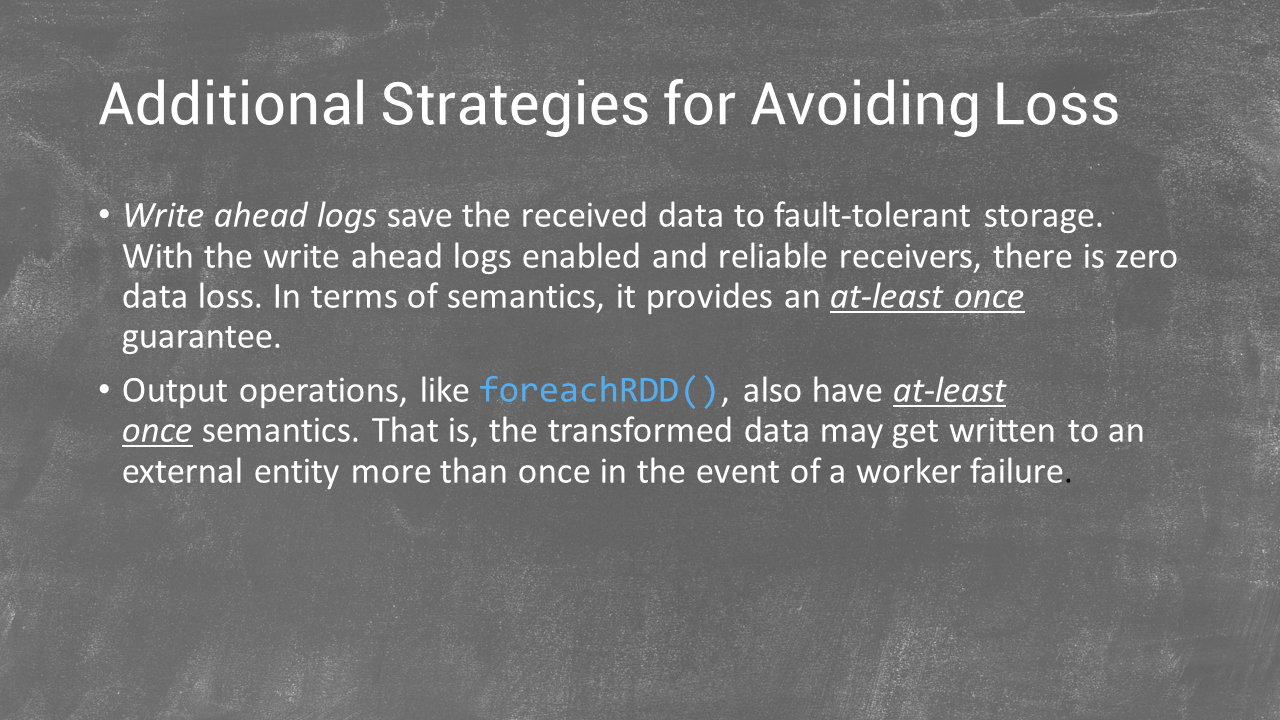 Additional Strategies for Avoiding Loss
• Write ahead logs save the received data to fault-tolerant storage.
With the write ahead logs enabled and reliable receivers, there is zero
data loss. In terms of semantics, it provides an at-least once
guarantee.
• Output operations, like foreachRDD(), also have at-least
once semantics. That is, the transformed data may get written to an
external entity more than once in the event of a worker failure.